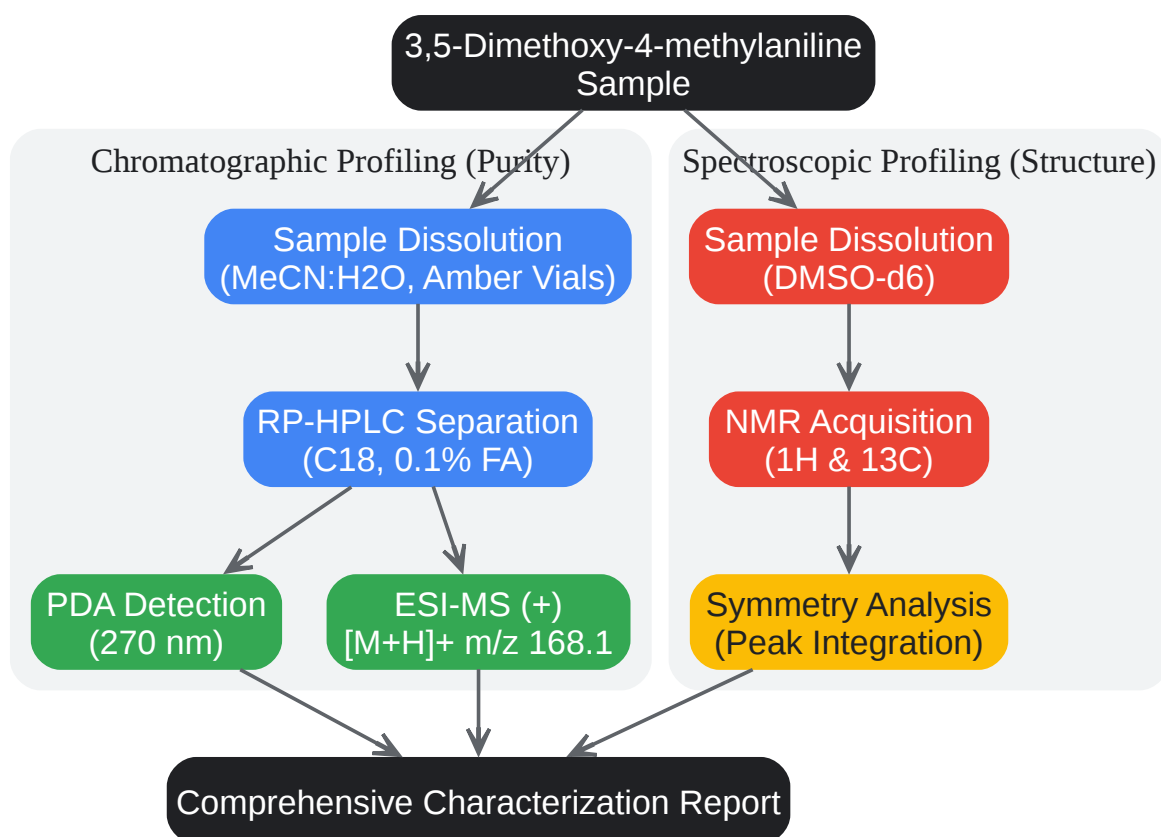 3,5-Dimethoxy-4-methylaniline
Sample
Chromatographic Profiling (Purity)
Spectroscopic Profiling (Structure)
Sample Dissolution
(MeCN:H2O, Amber Vials)
Sample Dissolution
(DMSO-d6)
RP-HPLC Separation
(C18, 0.1% FA)
NMR Acquisition
(1H & 13C)
PDA Detection
(270 nm)
ESI-MS (+)
[M+H]+ m/z 168.1
Symmetry Analysis
(Peak Integration)
Comprehensive Characterization Report